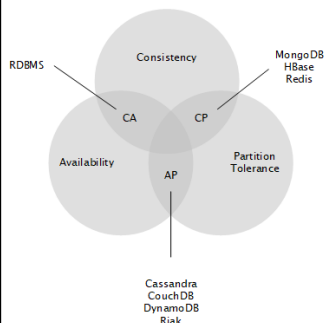 Consistency
RDBMS
MongoDB
HBase
Redis
CA
CP
Availability
Partition
Tolerance
AP
Cassandra
CouchDB
DynamoDB
Riak